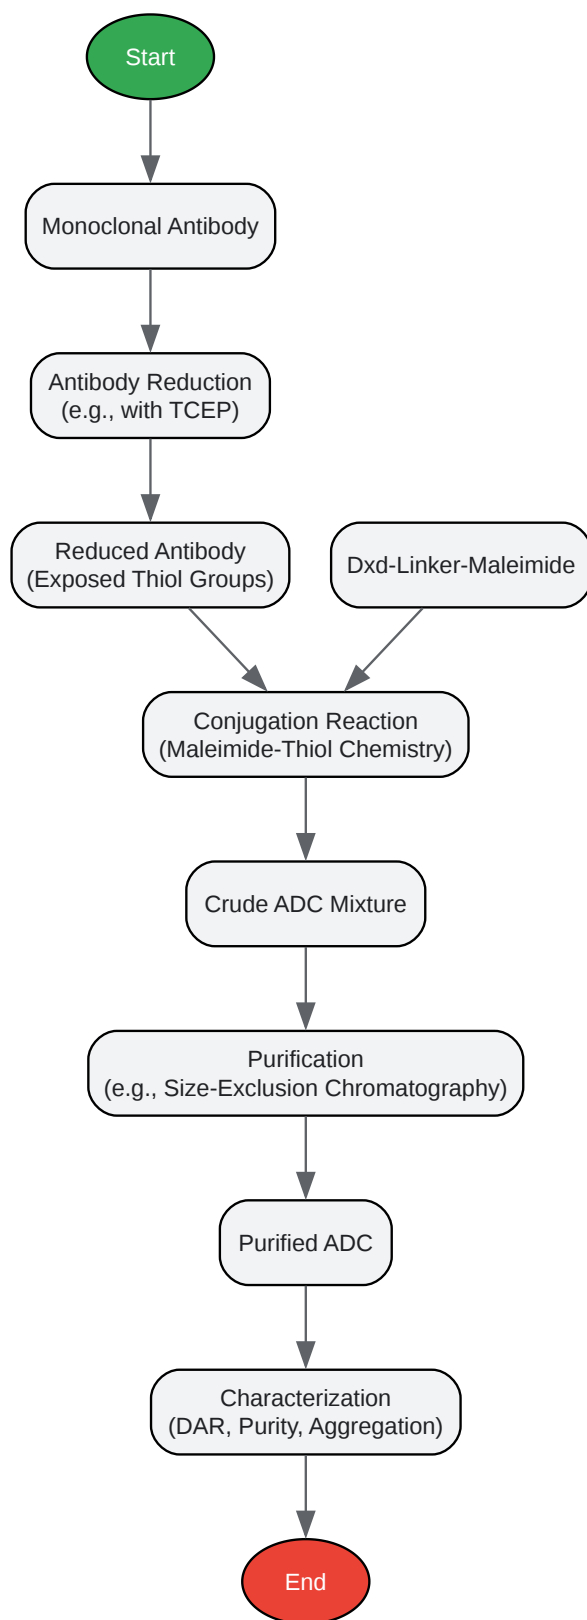 Start
Monoclonal Antibody
Antibody Reduction
(e.g., with TCEP)
Reduced Antibody
(Exposed Thiol Groups)
Dxd-Linker-Maleimide
Conjugation Reaction
(Maleimide-Thiol Chemistry)
Crude ADC Mixture
Purification
(e.g., Size-Exclusion Chromatography)
Purified ADC
Characterization
(DAR, Purity, Aggregation)
End